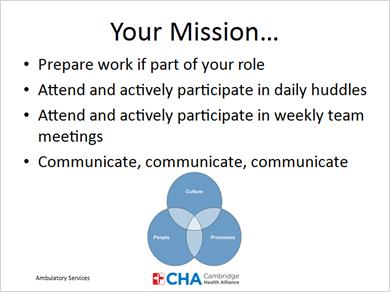 Your Mission...
• Prepare work if part of your role
• Attend and actively participate in daily huddles
• Attend and actively participate in weekly team
meetings
• Communicate, communicate, communicate
Culture
People
Processes
Ambulatory Services
CHA Cambridge
Health Alliance